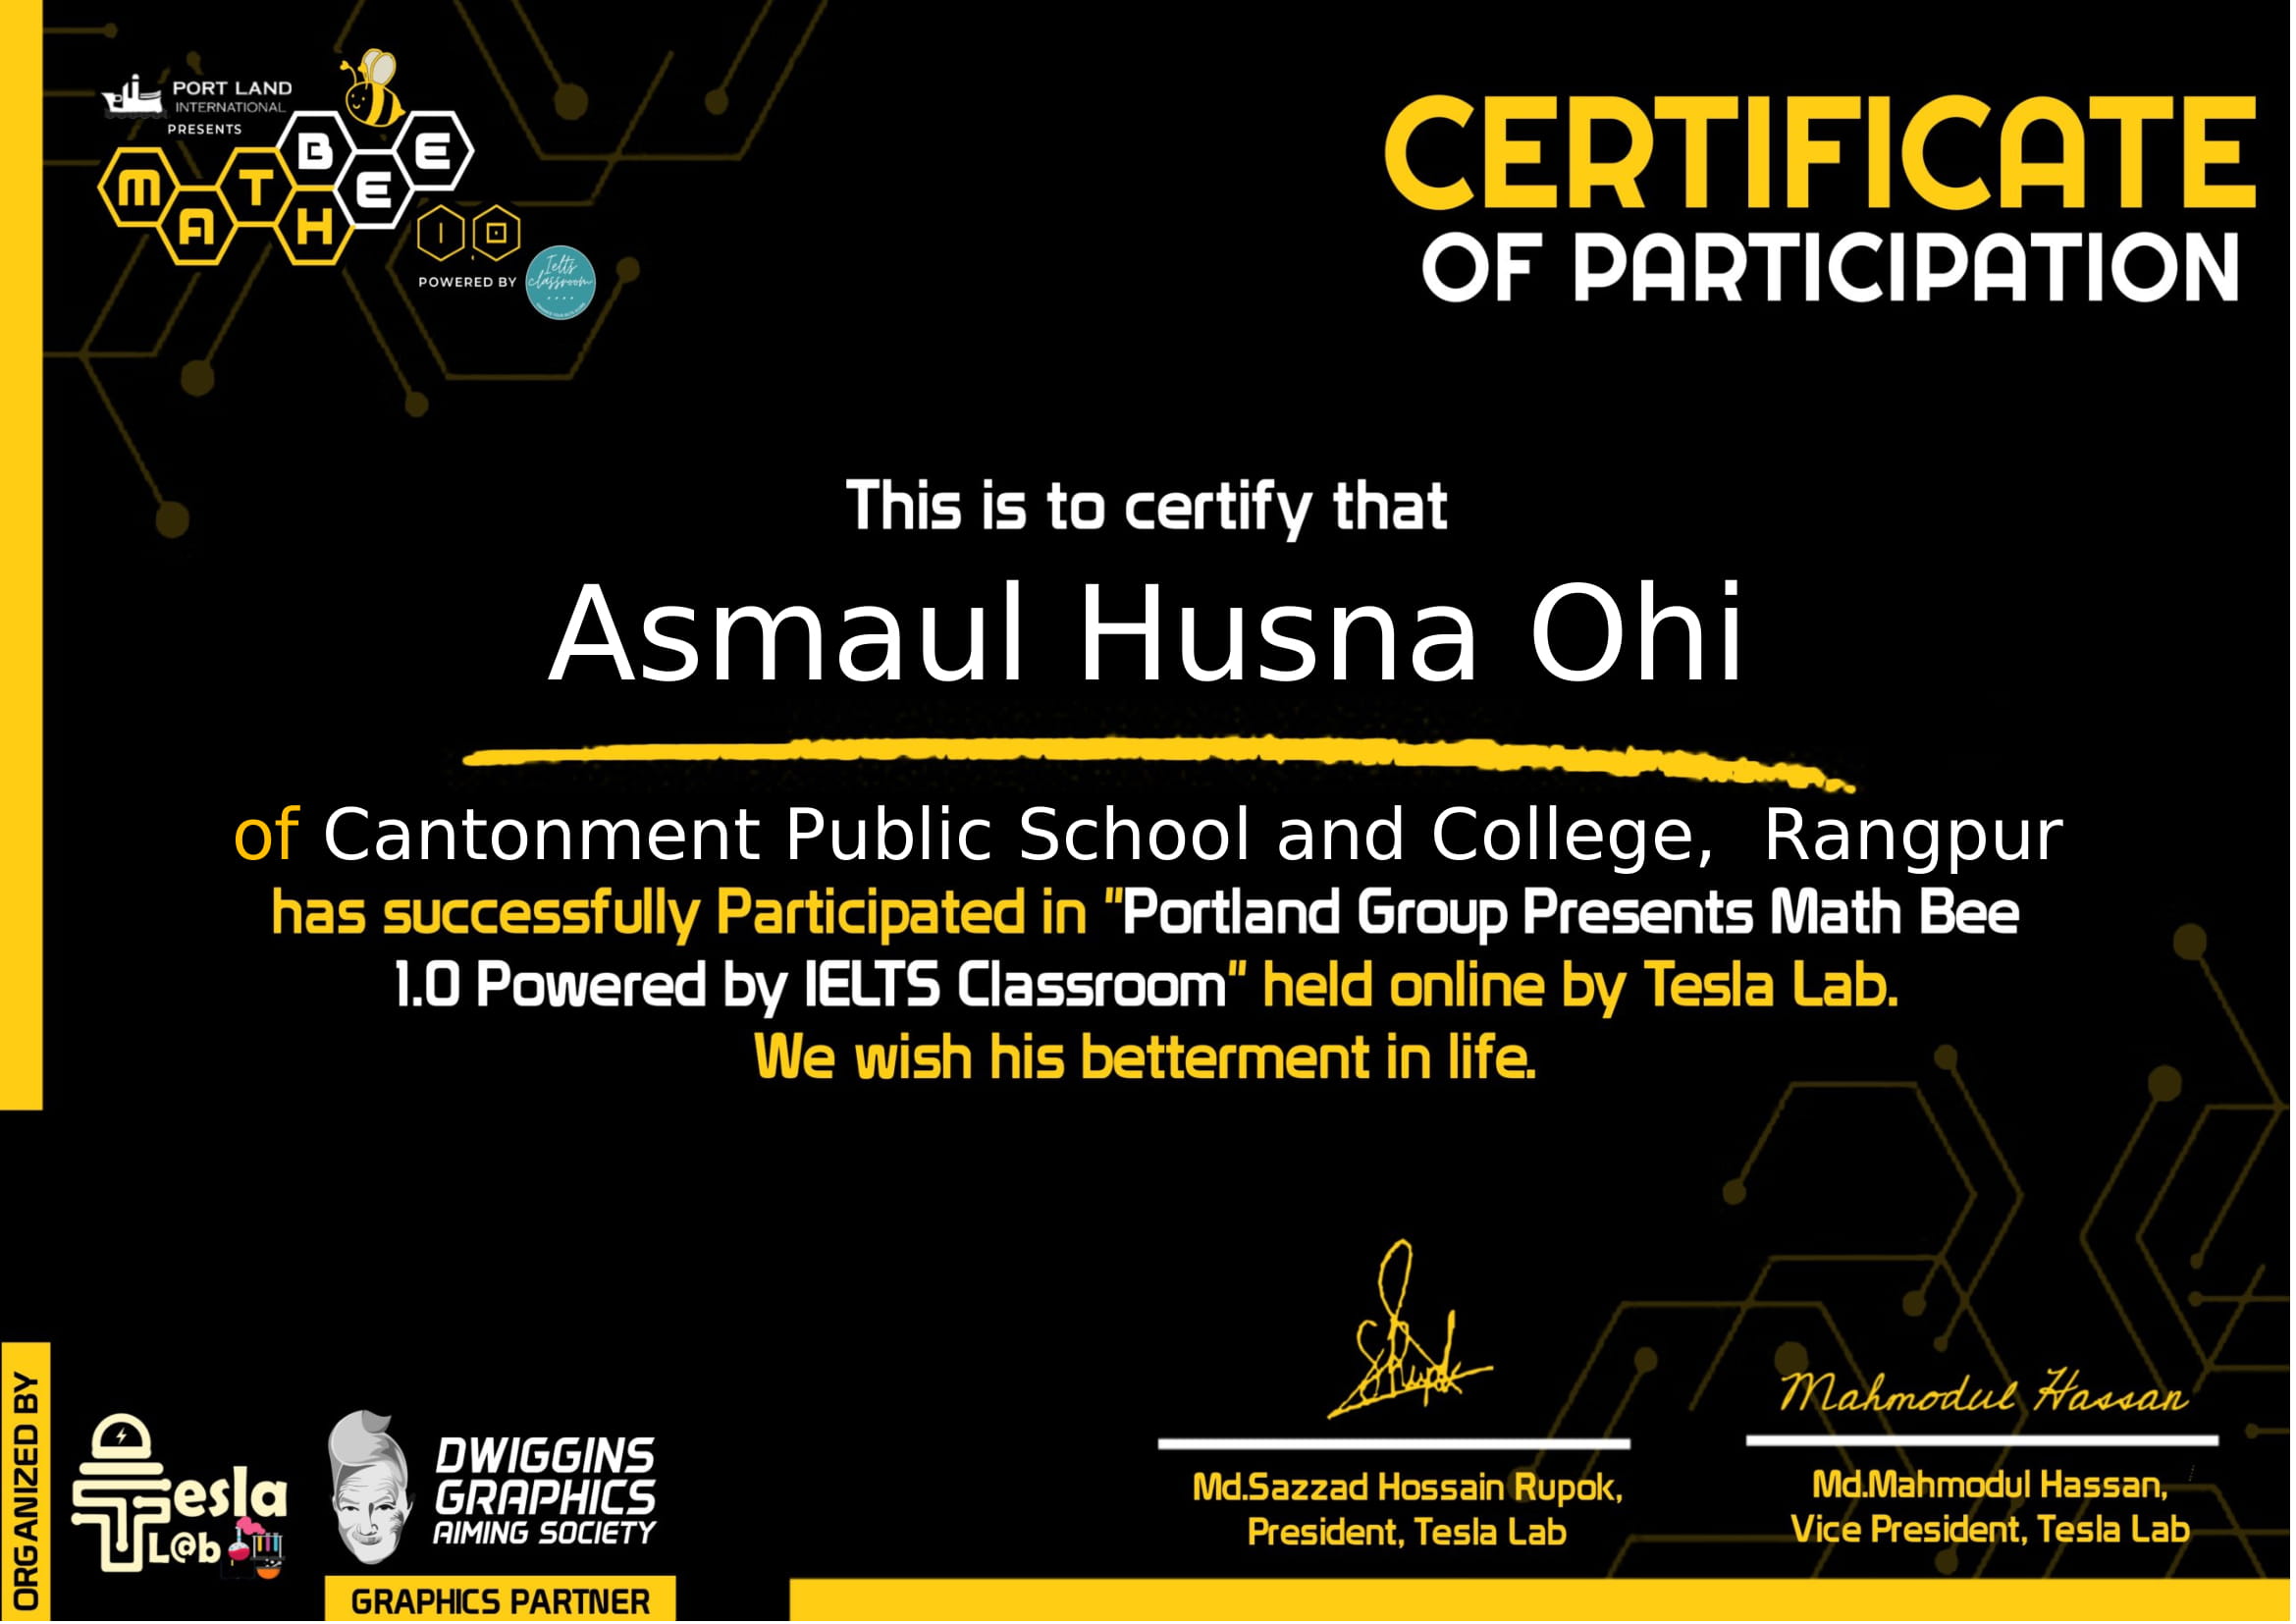 PORT LAND
INTERNATIONAL
PRESENTS
MATH BEE
1.0
POWERED BY
Ielts
classroom
CERTIFICATE
OF PARTICIPATION
This is to certify that
Asmaul Husna Ohi
of Cantonment Public School and College, Rangpur
has successfully Participated in "Portland Group Presents Math Bee
1.0 Powered by IELTS Classroom" held online by Tesla Lab.
We wish his betterment in life.
ORGANIZED BY
Tesla
L@b
DWIGGINS
GRAPHICS
AIMING SOCIETY
GRAPHICS PARTNER
SRupok
Md.Sazzad Hossain Rupok,
President, Tesla Lab
Mahmodul Hassan
Md.Mahmodul Hassan,
Vice President, Tesla Lab